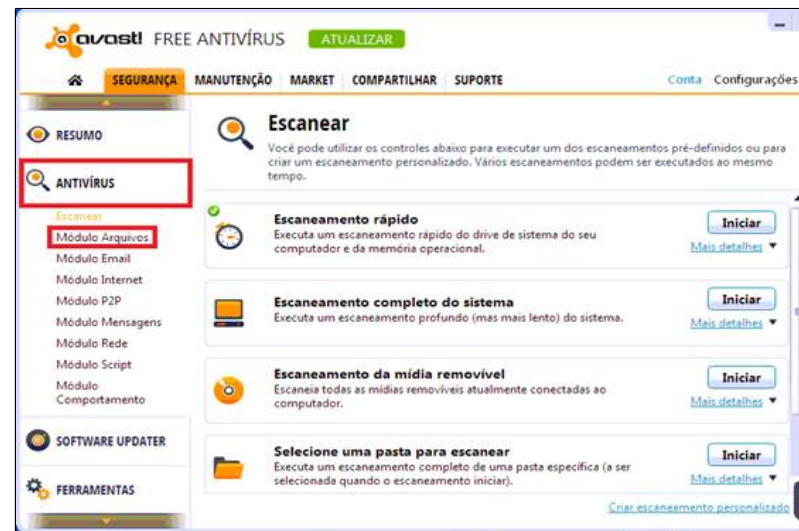 avast! FREE ANTIVÍRUS ATUALIZAR
SEGURANÇA MANUTENÇÃO MARKET COMPARTILHAR SUPORTE Conta Configurações
RESUMO
ANTIVÍRUS
Escanear
Módulo Arquivos
Módulo Email
Módulo Internet
Módulo P2P
Módulo Mensagens
Módulo Rede
Módulo Script
Módulo
Comportamento
SOFTWARE UPDATER
FERRAMENTAS
Escanear
Você pode utilizar os controles abaixo para executar um dos escaneamentos pré-definidos ou para
criar um escaneamento personalizado. Vários escaneamentos podem ser executados ao mesmo
tempo.
Escaneamento rápido
Executa um escaneamento rápido do drive de sistema do seu
computador e da memória operacional.
Iniciar
Mais detalhes
Escaneamento completo do sistema
Executa um escaneamento profundo (mas mais lento) do sistema.
Iniciar
Mais detalhes
Escaneamento da mídia removível
Escaneia todas as mídias removíveis atualmente conectadas ao
computador.
Iniciar
Mais detalhes
Selecione uma pasta para escanear
Executa um escaneamento completo de uma pasta específica (a ser
selecionada quando o escaneamento iniciar).
Iniciar
Mais detalhes
Criar escaneamento personalizado